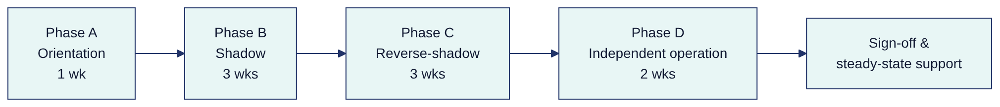 Phase A
Orientation
1 wk
Phase B
Shadow
3 wks
Phase C
Reverse-shadow
3 wks
Phase D
Independent operation
2 wks
Sign-off &
steady-state support